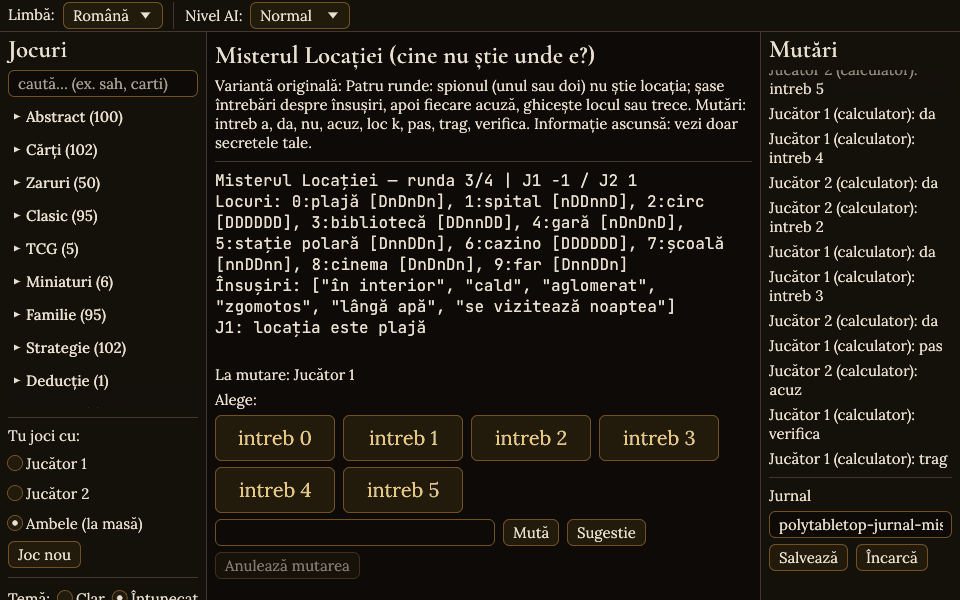 Limbă: Română ▼ Nivel AI: Normal ▼
Jocuri
caută... (ex. sah, carti)
▸ Abstract (100)
▸ Cărți (102)
▸ Zaruri (50)
▸ Clasic (95)
▸ TCG (5)
▸ Miniaturi (6)
▸ Familie (95)
▸ Strategie (102)
▸ Deducție (1)
Tu joci cu:
Jucător 1
Jucător 2
Ambele (la masă)
Joc nou
Temă: Clar Întunecat
Misterul Locației (cine nu știe unde e?)
Variantă originală: Patru runde: spionul (unul sau doi) nu știe locația; șase
întrebări despre însușiri, apoi fiecare acuză, ghicește locul sau trece. Mutări:
intreb a, da, nu, acuz, loc k, pas, trag, verifica. Informație ascunsă: vezi doar
secretele tale.
Misterul Locației — runda 3/4 | J1 -1 / J2 1
Locuri: 0:plajă [DnDnDn], 1:spital [nDDnnD], 2:circ
[DDDDDD], 3:bibliotecă [DDnnDD], 4:gară [nDnDnD],
5:stație polară [DnnDDn], 6:cazino [DDDDDD], 7:școală
[nnDDnn], 8:cinema [DnDnDn], 9:far [DnnDDn]
Însușiri: ["în interior", "cald", "aglomerat",
"zgomotos", "lângă apă", "se vizitează noaptea"]
J1: locația este plajă
La mutare: Jucător 1
Alege:
intreb 0 intreb 1 intreb 2 intreb 3
intreb 4 intreb 5
Mută Sugestie
Anulează mutarea
Mutări
Jucător 2 (calculator):
intreb 5
Jucător 1 (calculator): da
Jucător 1 (calculator):
intreb 4
Jucător 2 (calculator): da
Jucător 2 (calculator):
intreb 2
Jucător 1 (calculator): da
Jucător 1 (calculator):
intreb 3
Jucător 2 (calculator): da
Jucător 1 (calculator): pas
Jucător 2 (calculator):
acuz
Jucător 1 (calculator):
verifica
Jucător 1 (calculator): trag
Jurnal
polytabletop-jurnal-mis
Salvează Încarcă